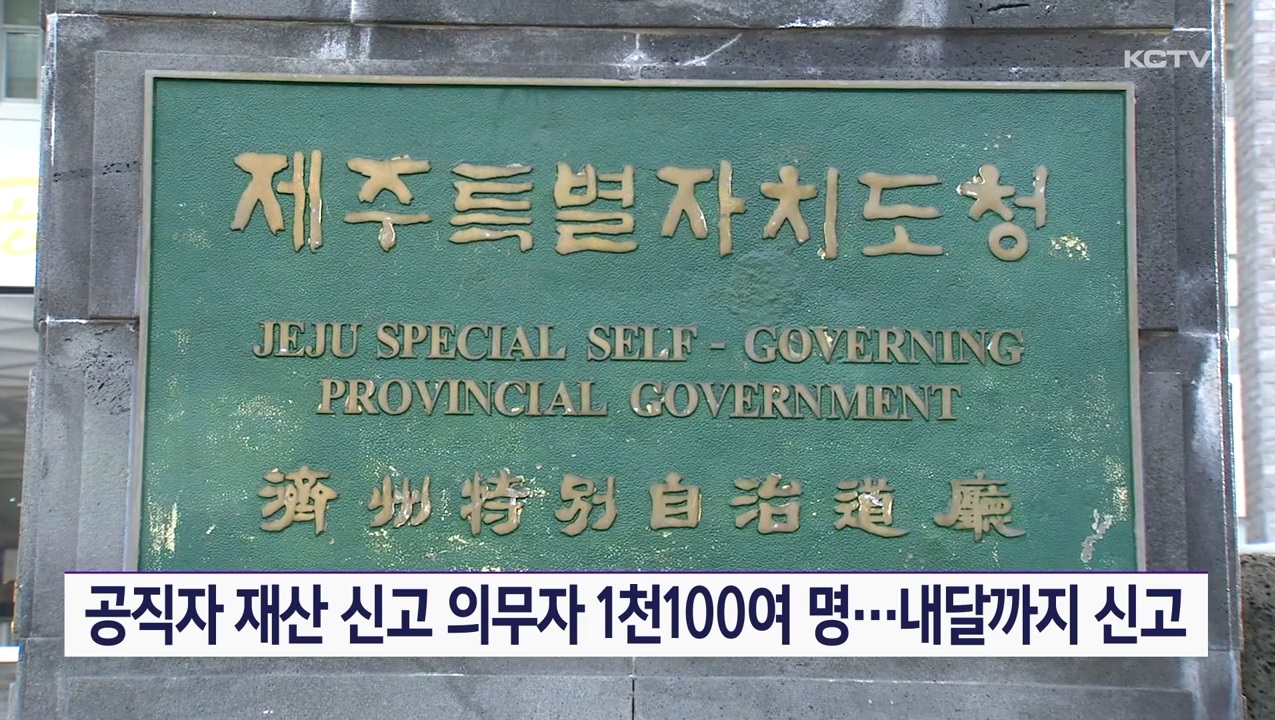 KCTV
제주특별자치도청
JEJU SPECIAL SELF - GOVERNING
PROVINCIAL GOVERNMENT
濟州特別自治道廳
공직자 재산 신고 의무자 1천100여 명…내달까지 신고